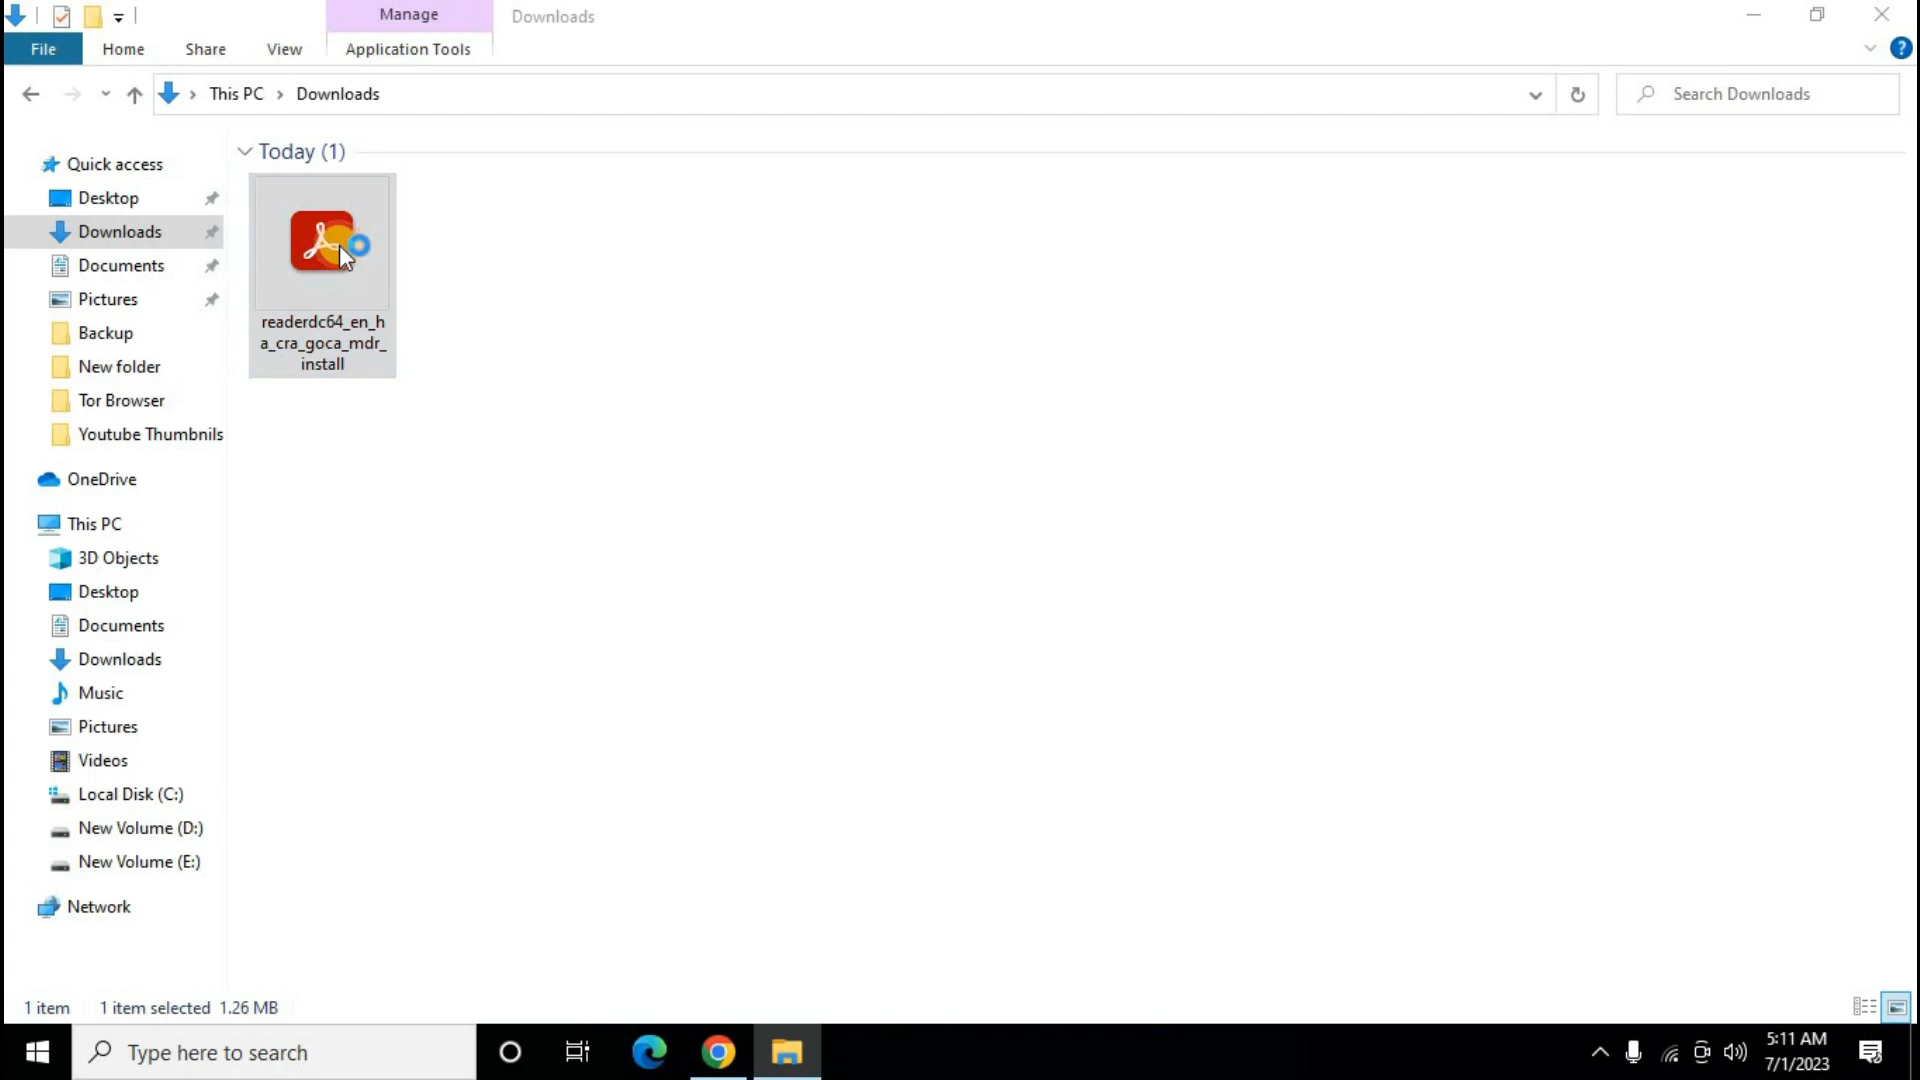 Manage
Downloads
File
Home
Share
View
Application Tools
?
This PC
Downloads
Search Downloads
Quick access
Desktop
Downloads
Documents
Pictures
Backup
New folder
Tor Browser
Youtube Thumbnils
OneDrive
This PC
3D Objects
Desktop
Documents
Downloads
Music
Pictures
Videos
Local Disk (C:)
New Volume (D:)
New Volume (E:)
Network
Today (1)
readerdc64_en_h
a_cra_goca_mdr_
install
1 item
1 item selected 1.26 MB
Type here to search
5:11 AM
7/1/2023